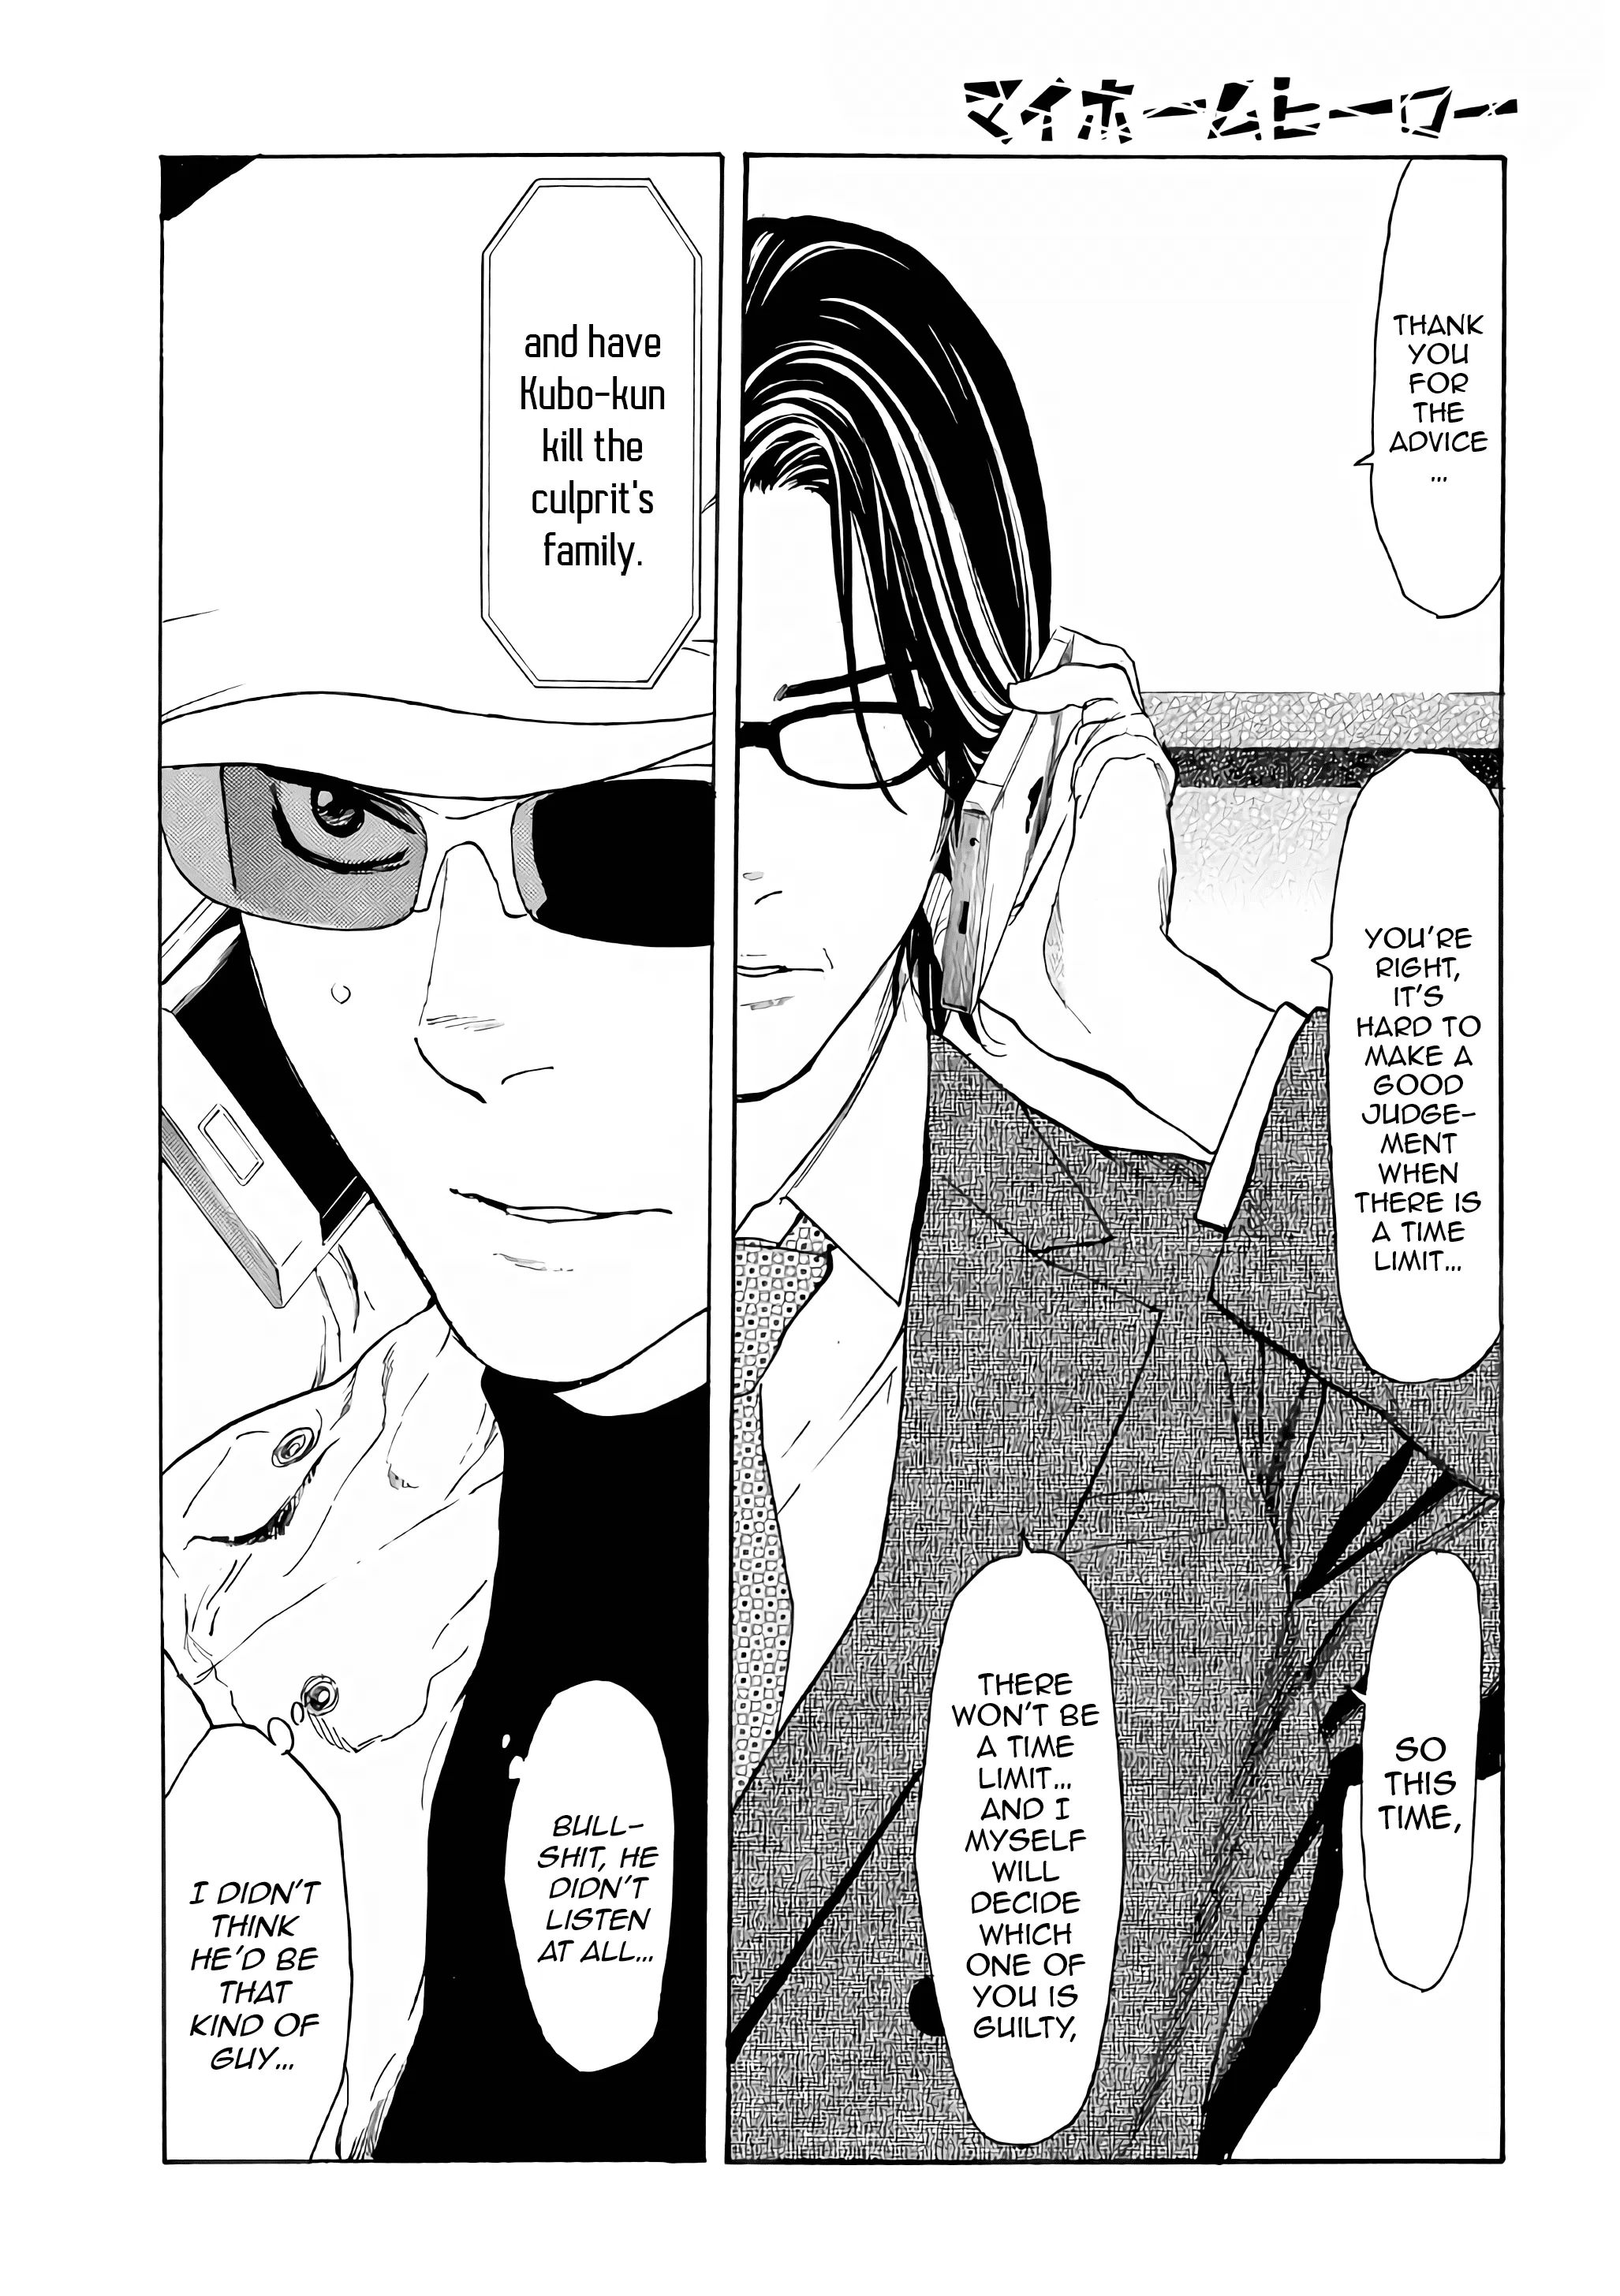 マイホームヒーロー
THANK
YOU
FOR
THE
ADVICE
...
YOU'RE
RIGHT,
IT'S
HARD TO
MAKE A
GOOD
JUDGE-
MENT
WHEN
THERE IS
A TIME
LIMIT...
SO
THIS
TIME,
THERE
WON'T BE
A TIME
LIMIT...
AND I
MYSELF
WILL
DECIDE
WHICH
ONE OF
YOU IS
GUILTY,
and have
Kubo-kun
kill the
culprit's
family.
BULL-
SHIT, HE
DIDN'T
LISTEN
AT ALL...
I DIDN'T
THINK
HE'D BE
THAT
KIND OF
GUY...